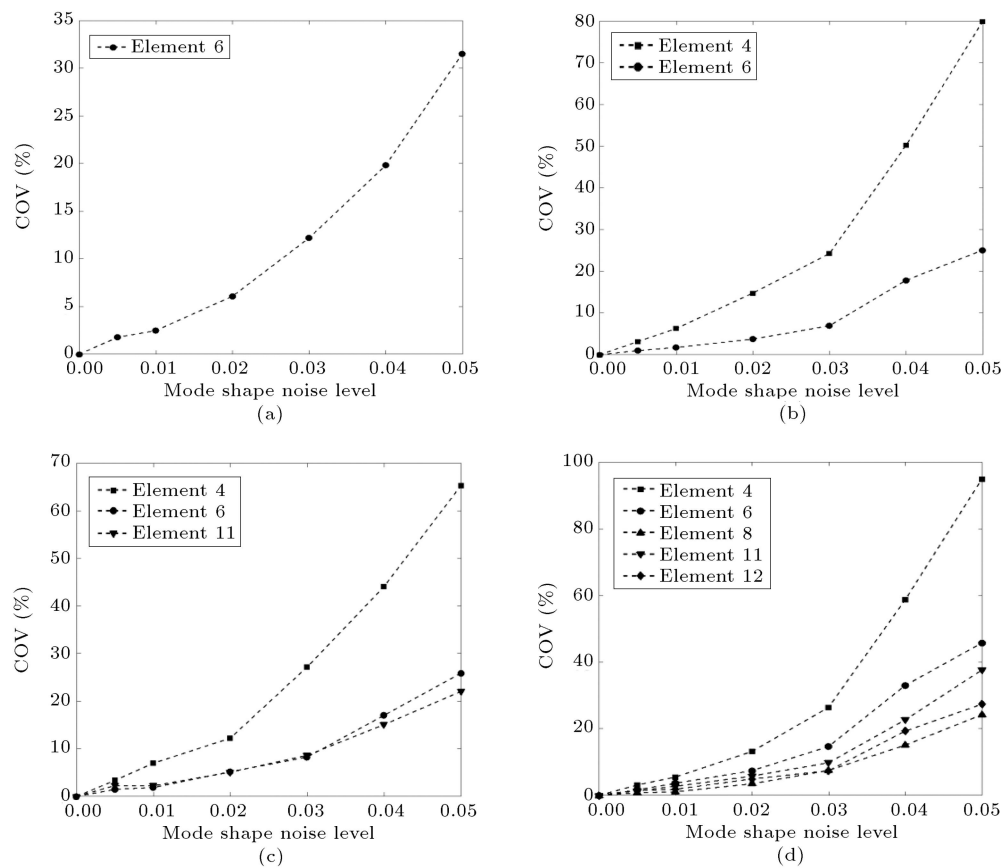 35
30
25
20
15
10
5
0
COV (%)
Element 6
0.00 0.01 0.02 0.03 0.04 0.05
Mode shape noise level
(a)
80
70
60
50
40
30
20
10
0
COV (%)
Element 4
Element 6
0.00 0.01 0.02 0.03 0.04 0.05
Mode shape noise level
(b)
70
60
50
40
30
20
10
0
COV (%)
Element 4
Element 6
Element 11
0.00 0.01 0.02 0.03 0.04 0.05
Mode shape noise level
(c)
100
80
60
40
20
0
COV (%)
Element 4
Element 6
Element 8
Element 11
Element 12
0.00 0.01 0.02 0.03 0.04 0.05
Mode shape noise level
(d)